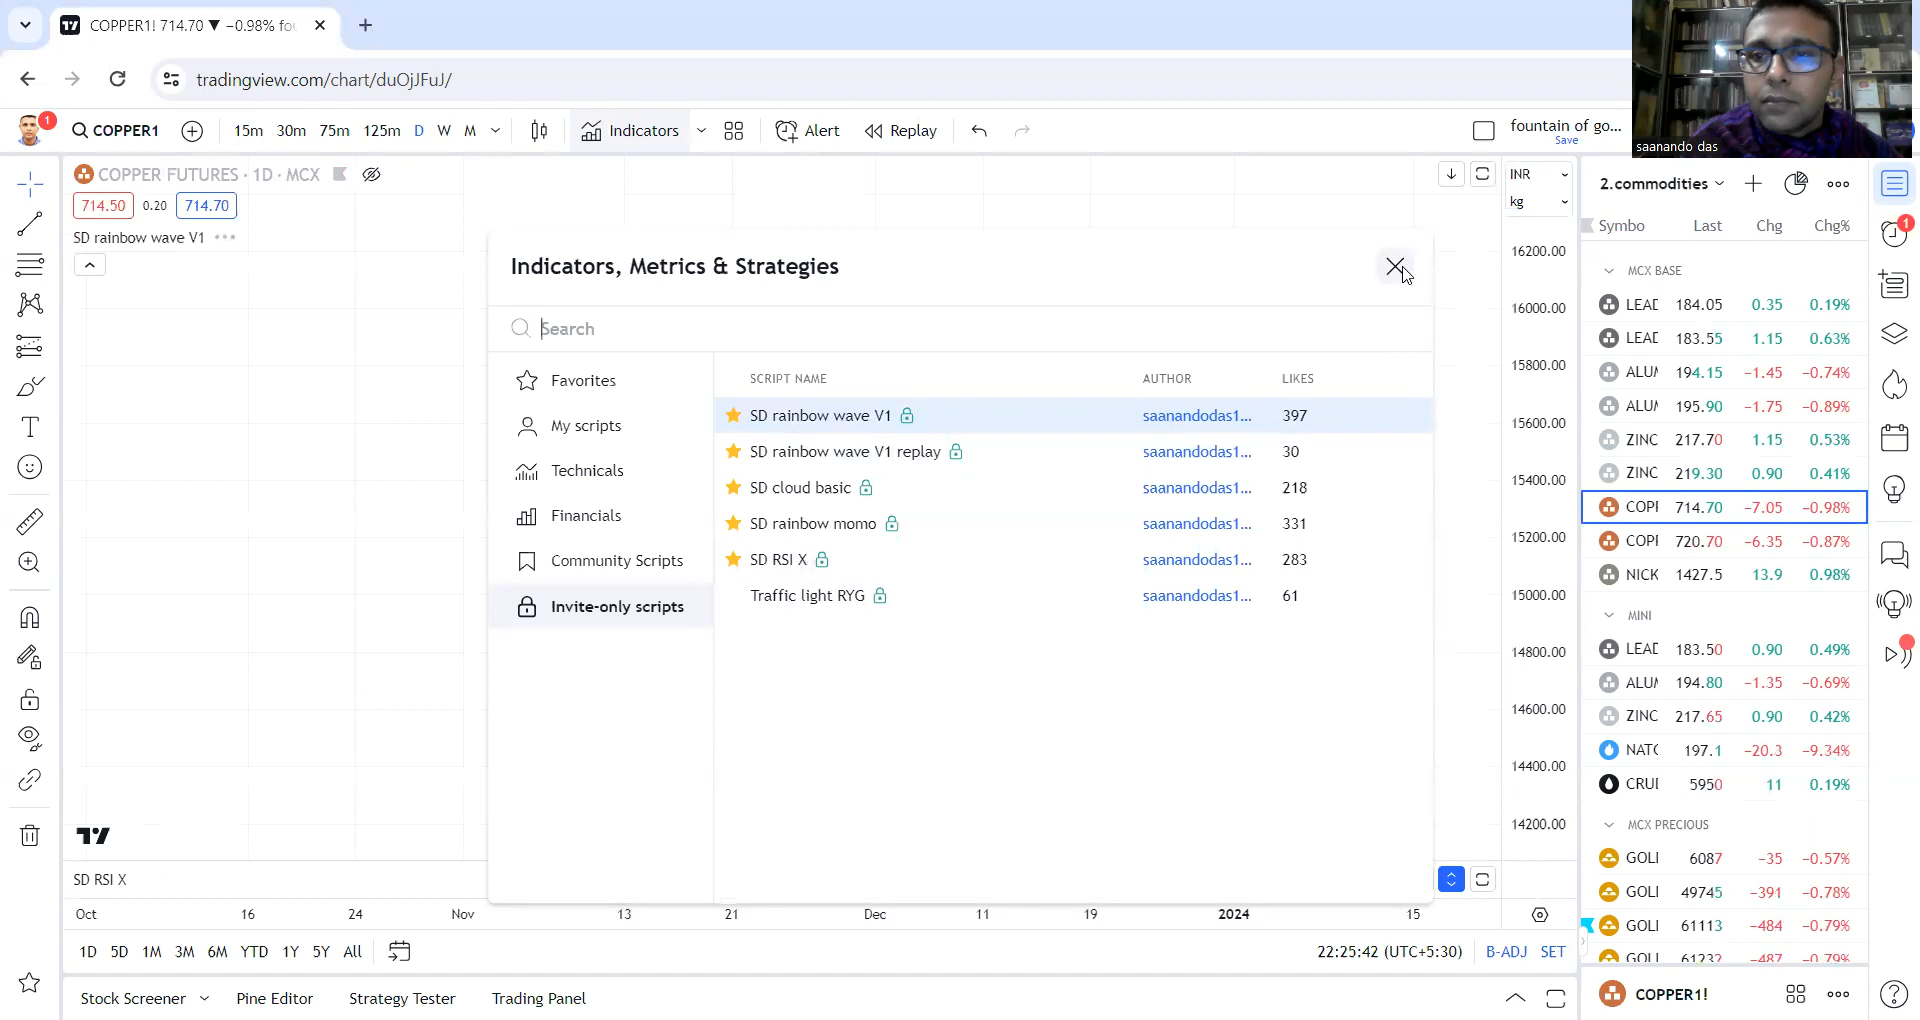 COPPER1! 714.70 ▼ −0.98% fou
tradingview.com/chart/duOjJFuJ/
saanando das
1
COPPER1
15m 30m 75m 125m D W M
Indicators
Alert
Replay
fountain of go...
Save
COPPER FUTURES · 1D · MCX
714.50 0.20 714.70
SD rainbow wave V1
INR
kg
16200.00
16000.00
15800.00
15600.00
15400.00
15200.00
15000.00
14800.00
14600.00
14400.00
14200.00
Indicators, Metrics & Strategies
Search
Favorites
My scripts
Technicals
Financials
Community Scripts
Invite-only scripts
SCRIPT NAME AUTHOR LIKES
SD rainbow wave V1 saanandodas1... 397
SD rainbow wave V1 replay saanandodas1... 30
SD cloud basic saanandodas1... 218
SD rainbow momo saanandodas1... 331
SD RSI X saanandodas1... 283
Traffic light RYG saanandodas1... 61
SD RSI X
Oct 16 24 Nov 13 21 Dec 11 19 2024 15
1D 5D 1M 3M 6M YTD 1Y 5Y All
22:25:42 (UTC+5:30) B-ADJ SET
Stock Screener Pine Editor Strategy Tester Trading Panel
2.commodities
Symbo Last Chg Chg%
MCX BASE
LEAD 184.05 0.35 0.19%
LEAD 183.55 1.15 0.63%
ALUM 194.15 −1.45 −0.74%
ALUM 195.90 −1.75 −0.89%
ZINC 217.70 1.15 0.53%
ZINC 219.30 0.90 0.41%
COPI 714.70 −7.05 −0.98%
COPI 720.70 −6.35 −0.87%
NICK 1427.5 13.9 0.98%
MINI
LEAD 183.50 0.90 0.49%
ALUM 194.80 −1.35 −0.69%
ZINC 217.65 0.90 0.42%
NATC 197.1 −20.3 −9.34%
CRUI 5950 11 0.19%
MCX PRECIOUS
GOLI 6087 −35 −0.57%
GOLI 49745 −391 −0.78%
GOLI 61113 −484 −0.79%
GOLI 61232 −487 −0.79%
COPPER1!
1